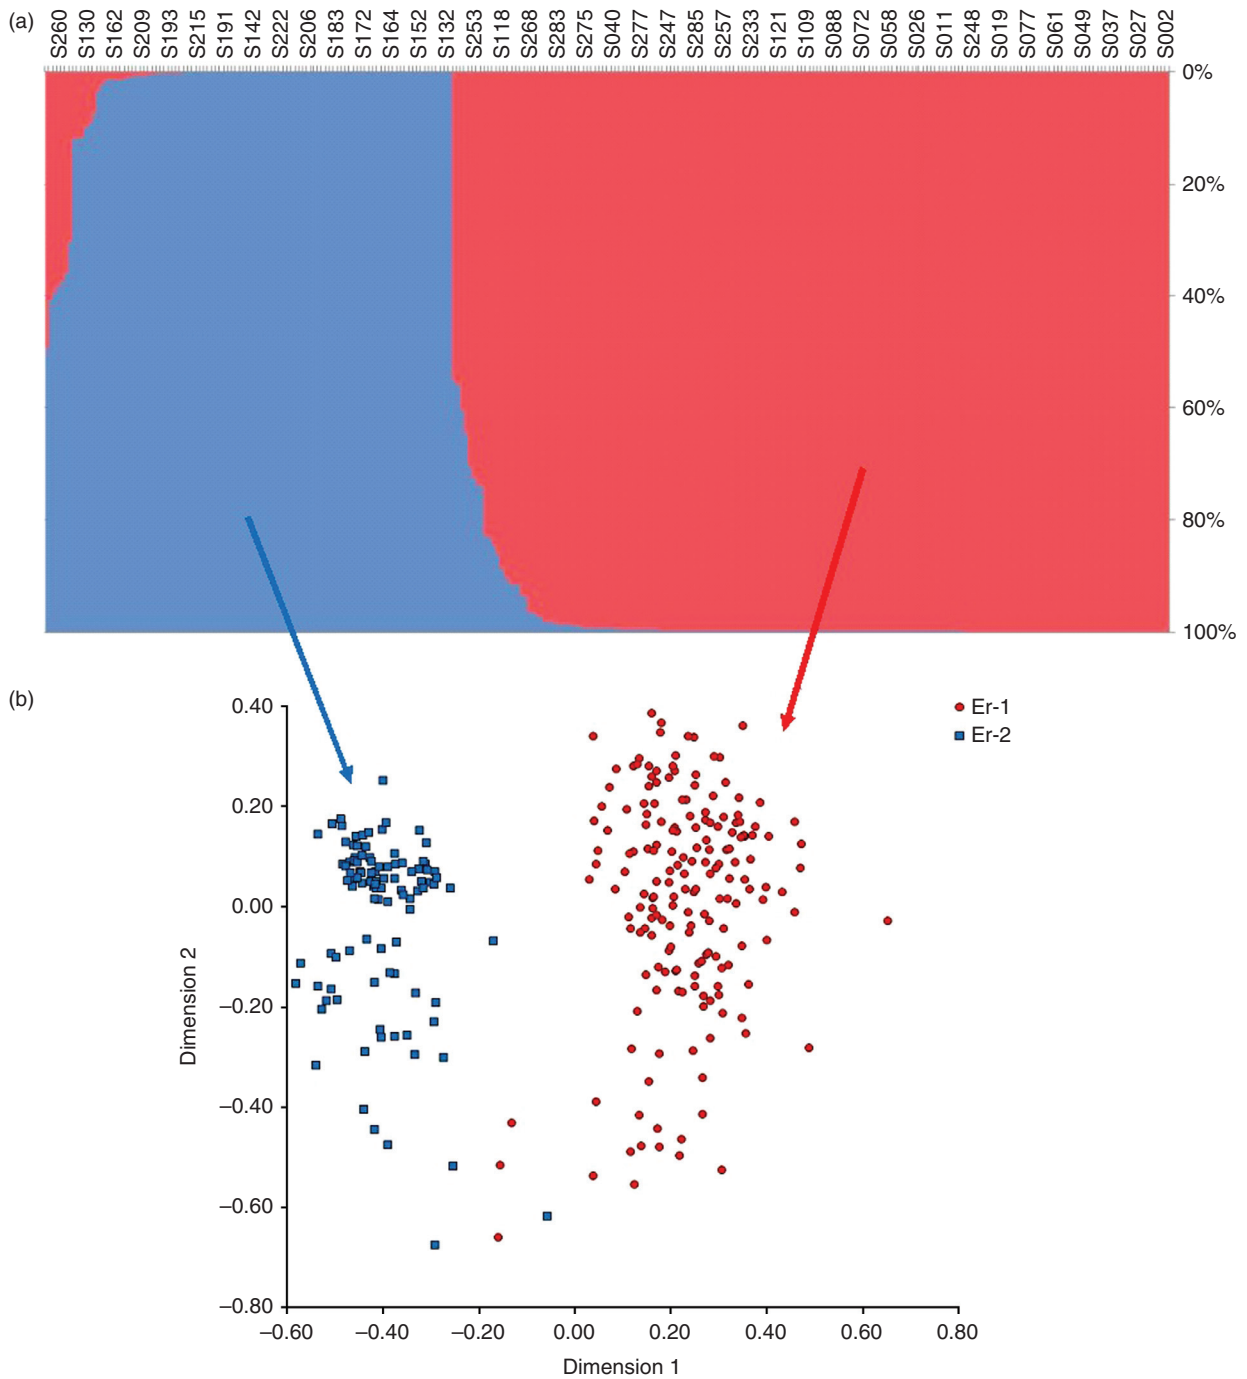 (a)
S260 S130 S162 S209 S193 S215 S191 S142 S222 S206 S183 S172 S164 S152 S132 S253 S118 S268 S283 S275 S040 S277 S247 S285 S257 S233 S121 S109 S088 S072 S058 S026 S011 S248 S019 S077 S061 S049 S037 S027 S002
0%
20%
40%
60%
80%
100%
(b)
Er-1
Er-2
0.40
0.20
0.00
−0.20
−0.40
−0.60
−0.80
Dimension 2
−0.60 −0.40 −0.20 0.00 0.20 0.40 0.60 0.80
Dimension 1